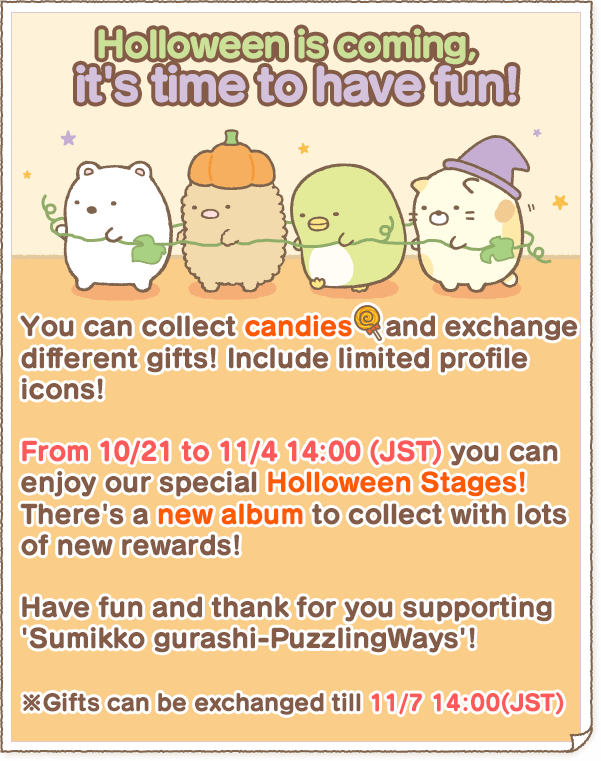 Holloween is coming,
it's time to have fun!
You can collect candies and exchange
different gifts! Include limited profile
icons!
From 10/21 to 11/4 14:00 (JST) you can
enjoy our special Holloween Stages!
There's a new album to collect with lots
of new rewards!
Have fun and thank for you supporting
'Sumikko gurashi-PuzzlingWays'!
※Gifts can be exchanged till 11/7 14:00(JST)